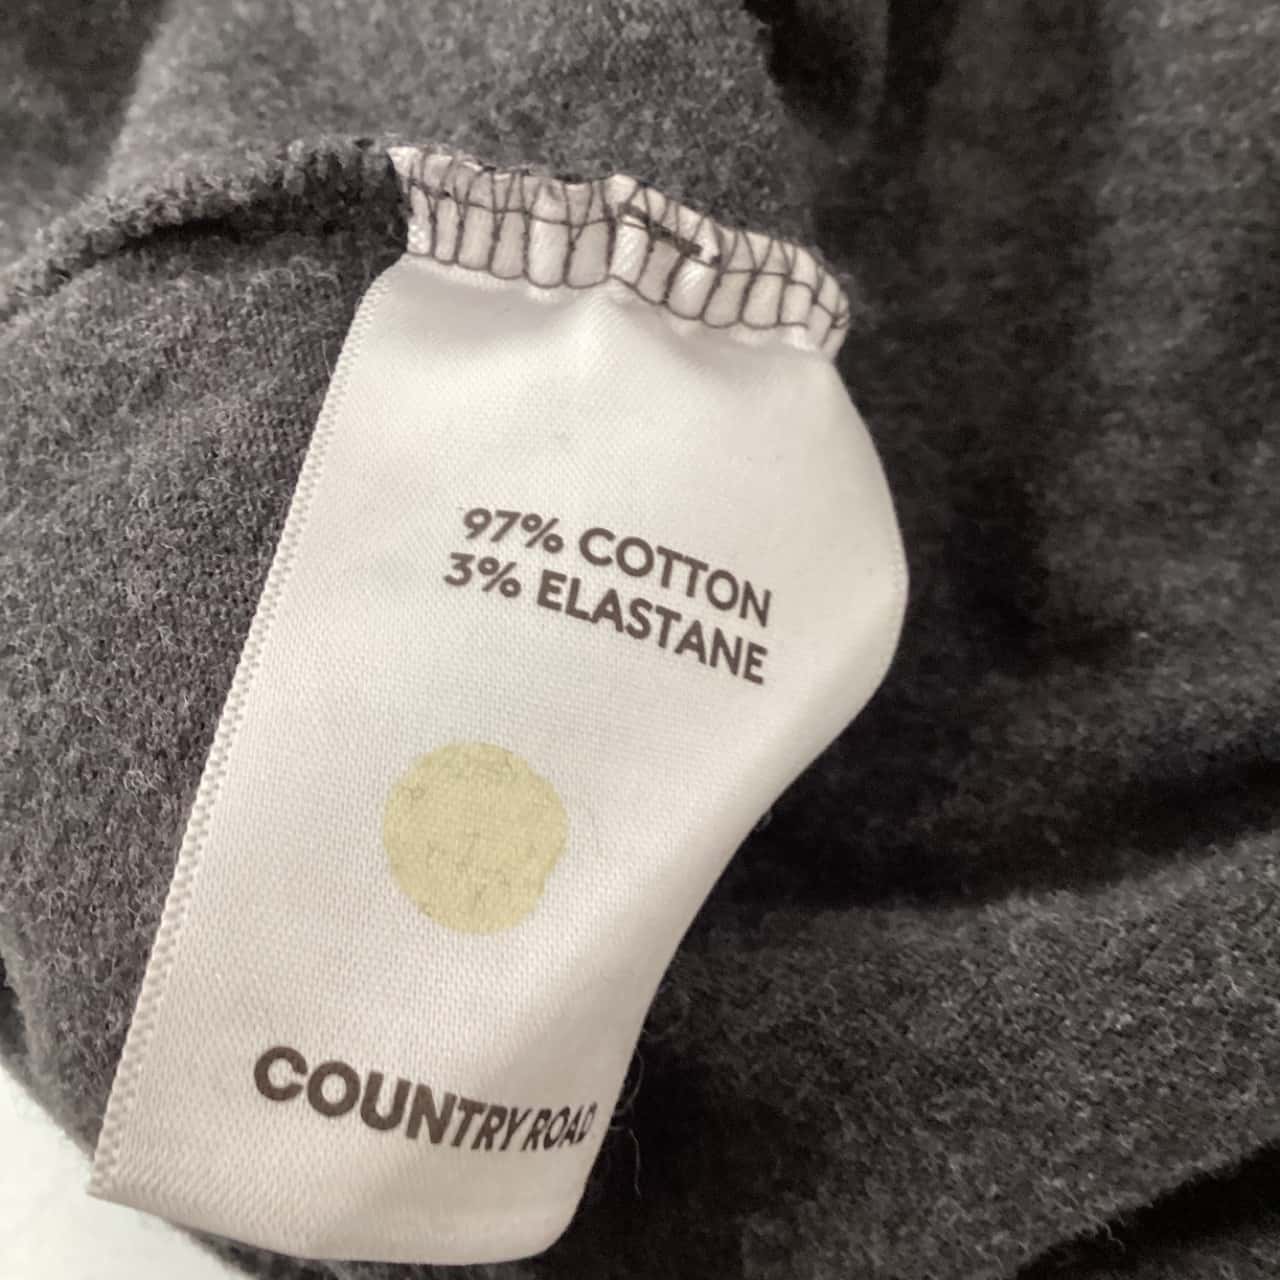 97% COTTON
3% ELASTANE
COUNTRY ROAD